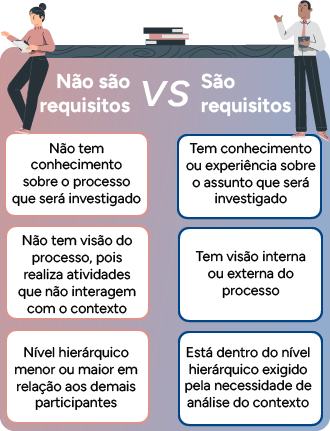 Não são
requisitos
VS
São
requisitos
Não tem
conhecimento
sobre o processo
que será investigado
Tem conhecimento
ou experiência sobre
o assunto que será
investigado
Não tem visão do
processo, pois
realiza atividades
que não interagem
com o contexto
Tem visão interna
ou externa do
processo
Nível hierárquico
menor ou maior em
relação aos demais
participantes
Está dentro do nível
hierárquico exigido
pela necessidade de
análise do contexto